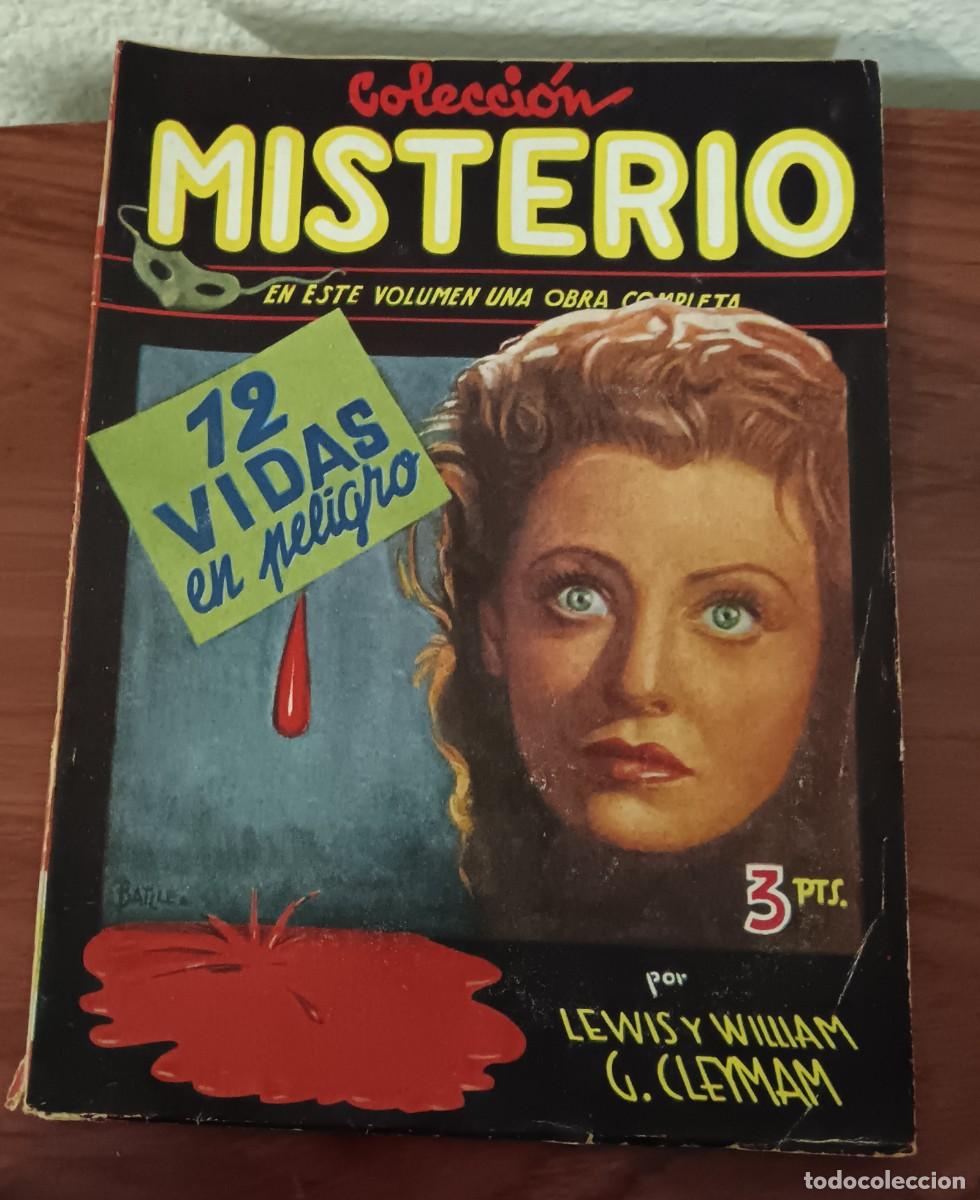 Colección
MISTERIO
EN ESTE VOLUMEN UNA OBRA COMPLETA
12
VIDAS
en peligro
BATLLE
3 PTS.
por
LEWIS Y WILLIAM
G. CLEYMAM
todocoleccion